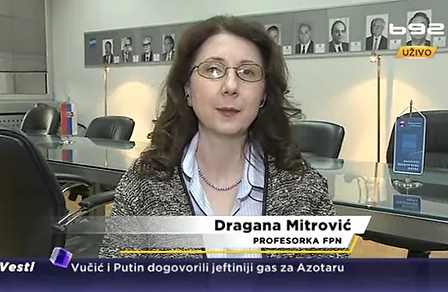 b92
UŽIVO
Dragana Mitrović
PROFESORKA FPN
Vesti
Vučić i Putin dogovorili jeftiniji gas za Azotaru